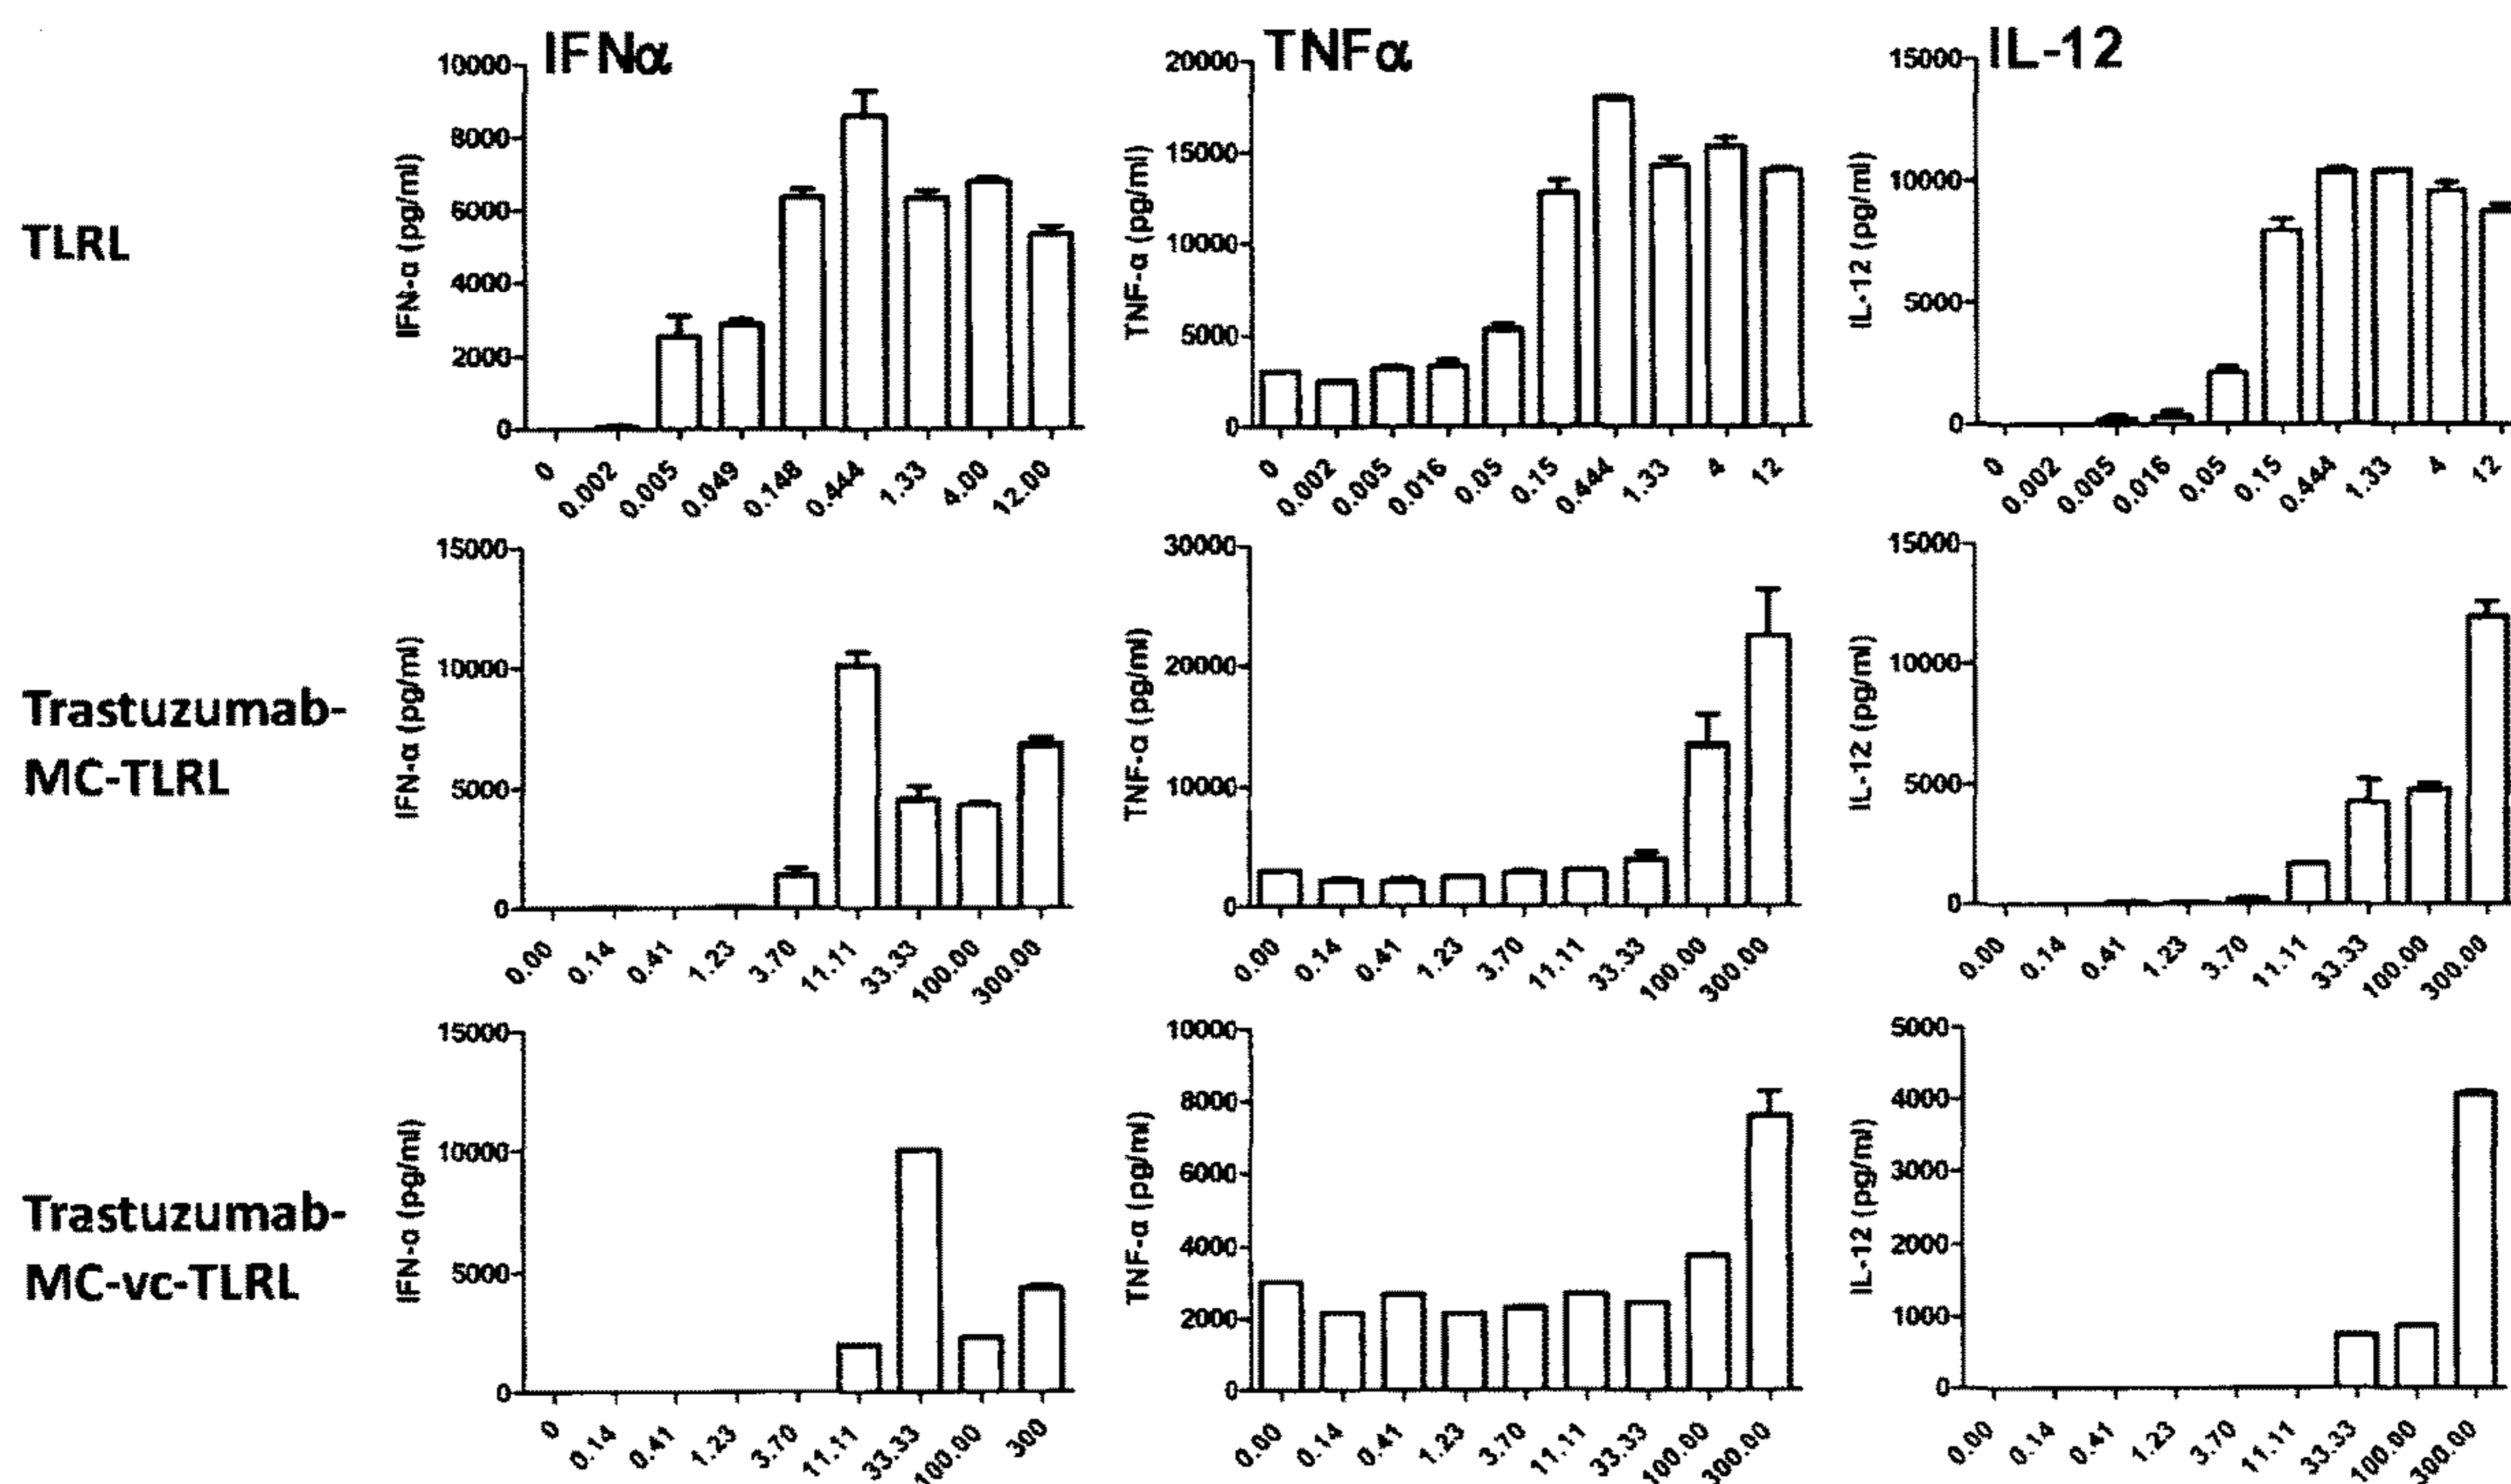 IFNα
TNFα
IL-12
TLRL
IFN-α (pg/ml)
10000
8000
6000
4000
2000
0
0 0.002 0.005 0.049 0.148 0.444 1.33 4.00 12.00
TNF-α (pg/ml)
20000
15000
10000
5000
0
0 0.002 0.005 0.016 0.05 0.15 0.444 1.33 4 12
IL-12 (pg/ml)
15000
10000
5000
0
0 0.002 0.005 0.016 0.05 0.15 0.444 1.33 4 12
Trastuzumab-
MC-TLRL
IFN-α (pg/ml)
15000
10000
5000
0
0.00 0.14 0.41 1.23 3.70 11.11 33.33 100.00 300.00
TNF-α (pg/ml)
30000
20000
10000
0
0.00 0.14 0.41 1.23 3.70 11.11 33.33 100.00 300.00
IL-12 (pg/ml)
15000
10000
5000
0
0.00 0.14 0.41 1.23 3.70 11.11 33.33 100.00 300.00
Trastuzumab-
MC-vc-TLRL
IFN-α (pg/ml)
15000
10000
5000
0
0 0.14 0.41 1.23 3.70 11.11 33.33 100.00 300
TNF-α (pg/ml)
10000
8000
6000
4000
2000
0
0.00 0.14 0.41 1.23 3.70 11.11 33.33 100.00 300.00
IL-12 (pg/ml)
5000
4000
3000
2000
1000
0
0.00 0.14 0.41 1.23 3.70 11.11 33.33 100.00 300.00